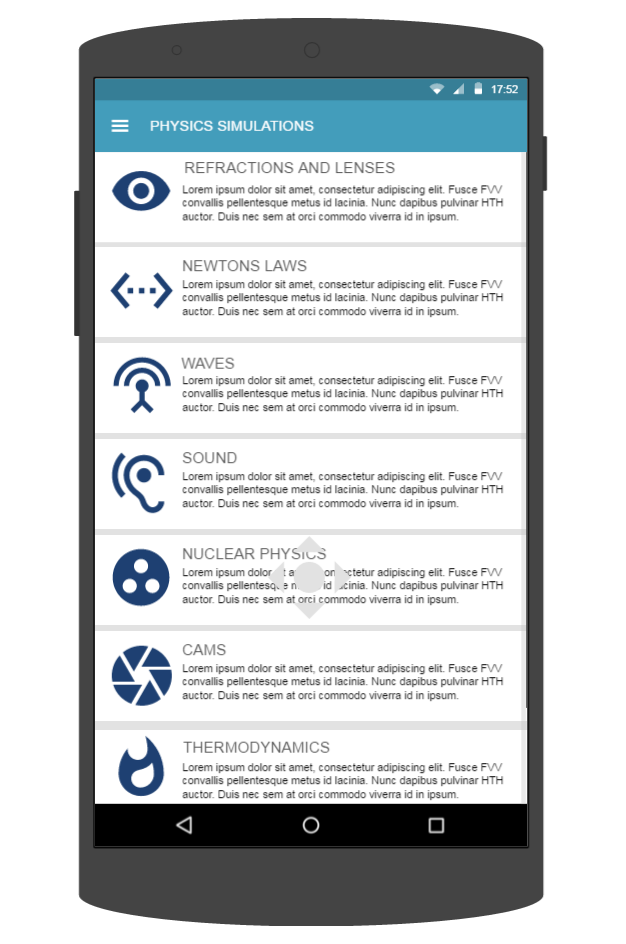 17:52
PHYSICS SIMULATIONS
REFRACTIONS AND LENSES
Lorem ipsum dolor sit amet, consectetur adipiscing elit. Fusce FVV
convallis pellentesque metus id lacinia. Nunc dapibus pulvinar HTH
auctor. Duis nec sem at orci commodo viverra id in ipsum.
NEWTONS LAWS
Lorem ipsum dolor sit amet, consectetur adipiscing elit. Fusce FVV
convallis pellentesque metus id lacinia. Nunc dapibus pulvinar HTH
auctor. Duis nec sem at orci commodo viverra id in ipsum.
WAVES
Lorem ipsum dolor sit amet, consectetur adipiscing elit. Fusce FVV
convallis pellentesque metus id lacinia. Nunc dapibus pulvinar HTH
auctor. Duis nec sem at orci commodo viverra id in ipsum.
SOUND
Lorem ipsum dolor sit amet, consectetur adipiscing elit. Fusce FVV
convallis pellentesque metus id lacinia. Nunc dapibus pulvinar HTH
auctor. Duis nec sem at orci commodo viverra id in ipsum.
NUCLEAR PHYSICS
Lorem ipsum dolor adipiscing elit. Fusce FVV
convallis pellentesque id lacinia. Nunc dapibus pulvinar HTH
auctor. Duis nec sem at orci commodo viverra id in ipsum.
CAMS
Lorem ipsum dolor sit amet, consectetur adipiscing elit. Fusce FVV
convallis pellentesque metus id lacinia. Nunc dapibus pulvinar HTH
auctor. Duis nec sem at orci commodo viverra id in ipsum.
THERMODYNAMICS
Lorem ipsum dolor sit amet, consectetur adipiscing elit. Fusce FVV
convallis pellentesque metus id lacinia. Nunc dapibus pulvinar HTH
auctor. Duis nec sem at orci commodo viverra id in ipsum.